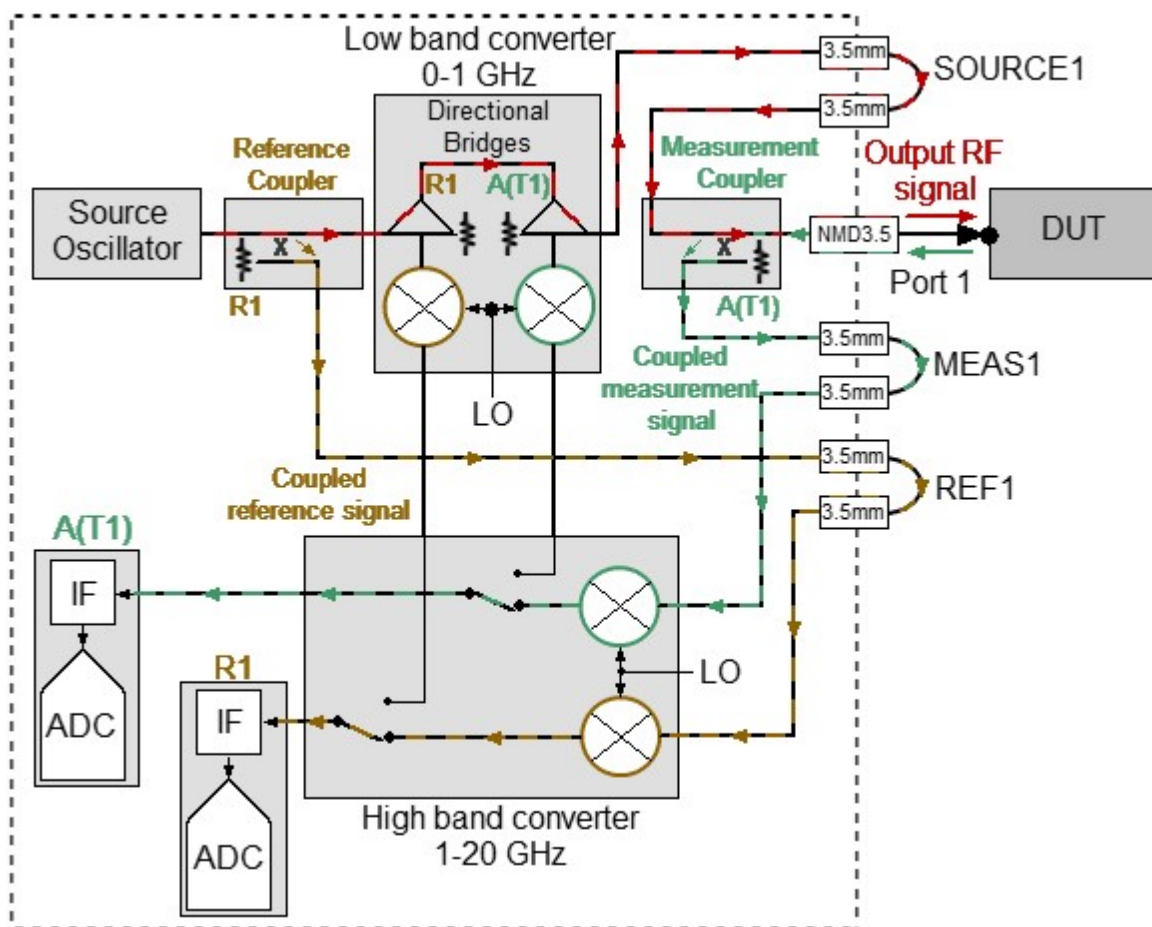 Low band converter
0-1 GHz
Directional
Bridges
R1
A(T1)
Reference
Coupler
Source
Oscillator
X
R1
LO
3.5mm
SOURCE1
3.5mm
Measurement
Coupler
Output RF
signal
X
NMD3.5
DUT
Port 1
A(T1)
3.5mm
MEAS1
3.5mm
Coupled
measurement
signal
3.5mm
REF1
3.5mm
Coupled
reference signal
A(T1)
IF
ADC
R1
IF
ADC
LO
High band converter
1-20 GHz